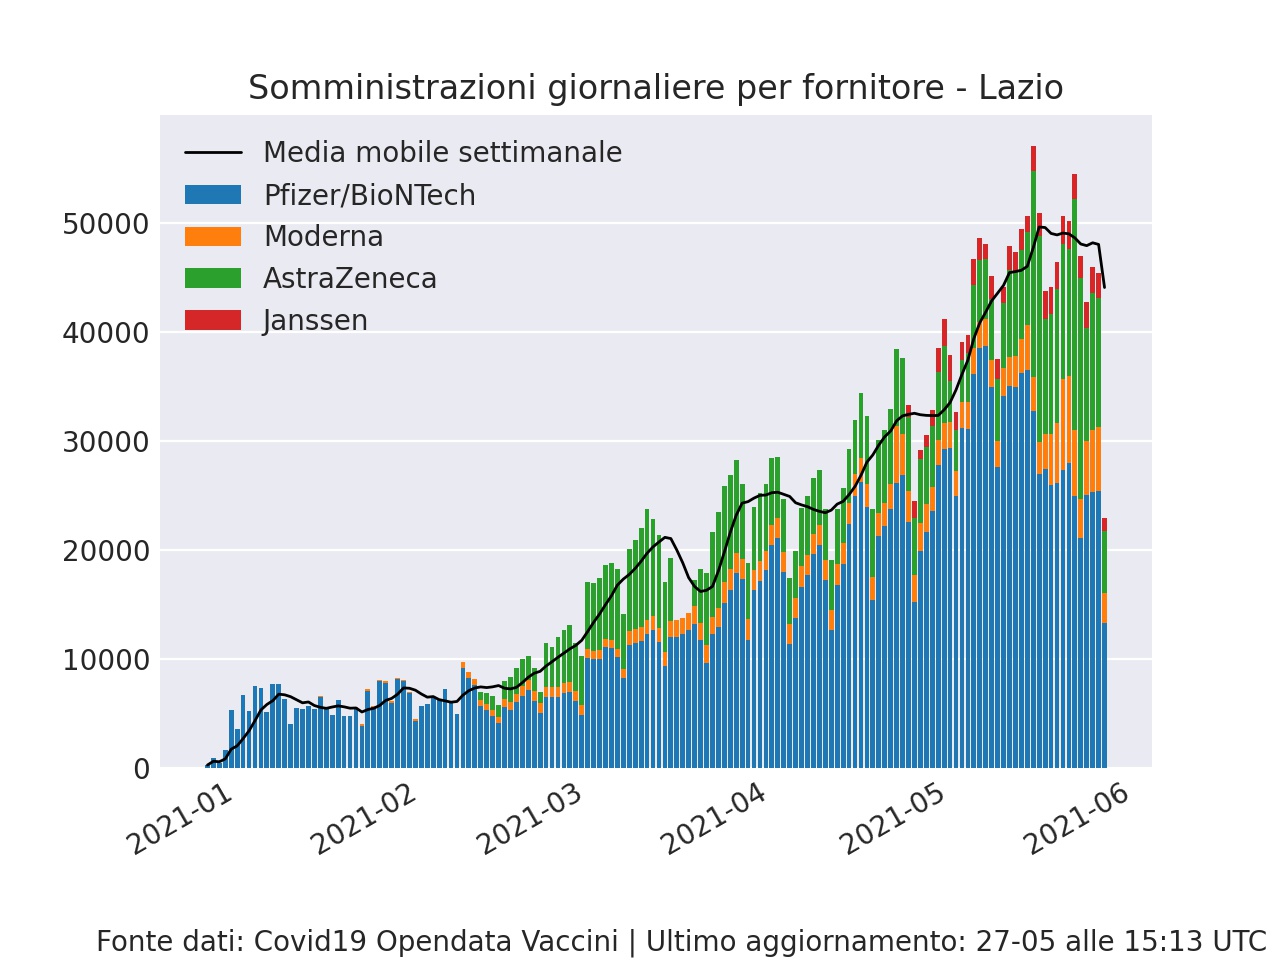 Somministrazioni giornaliere per fornitore - Lazio
Media mobile settimanale
Pfizer/BioNTech
Moderna
AstraZeneca
Janssen
50000
40000
30000
20000
10000
0
2021-01
2021-02
2021-03
2021-04
2021-05
2021-06
Fonte dati: Covid19 Opendata Vaccini | Ultimo aggiornamento: 27-05 alle 15:13 UTC